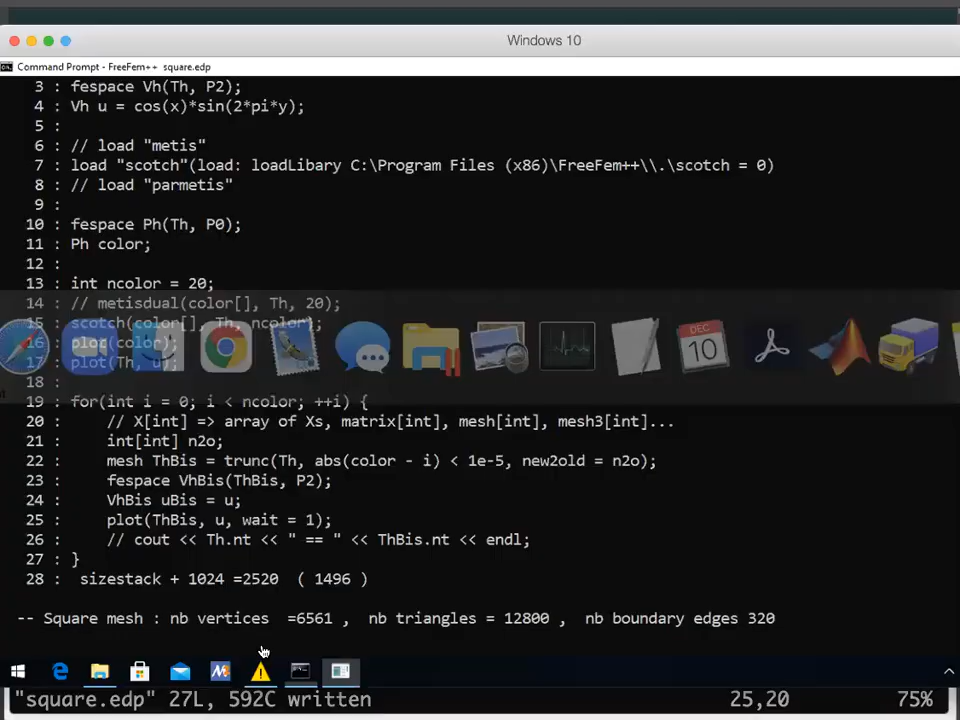 Windows 10
Command Prompt - FreeFem++ square.edp
3 : fespace Vh(Th, P2);
4 : Vh u = cos(x)*sin(2*pi*y);
5 :
6 : // load "metis"
7 : load "scotch"(load: loadLibary C:\Program Files (x86)\FreeFem++\\.\scotch = 0)
8 : // load "parmetis"
9 :
10 : fespace Ph(Th, P0);
11 : Ph color;
12 :
13 : int ncolor = 20;
14 : // metisdual(color[], Th, 20);
15 : scotch(color[], Th, ncolor);
16 : plot(color);
17 : plot(Th, u);
DEC
10
18 :
19 : for(int i = 0; i < ncolor; ++i) {
20 : // X[int] => array of Xs, matrix[int], mesh[int], mesh3[int]...
21 : int[int] n2o;
22 : mesh ThBis = trunc(Th, abs(color - i) < 1e-5, new2old = n2o);
23 : fespace VhBis(ThBis, P2);
24 : VhBis uBis = u;
25 : plot(ThBis, u, wait = 1);
26 : // cout << Th.nt << " == " << ThBis.nt << endl;
27 : }
28 : sizestack + 1024 =2520 ( 1496 )
-- Square mesh : nb vertices =6561 , nb triangles = 12800 , nb boundary edges 320
"square.edp" 27L, 592C written 25,20 75%